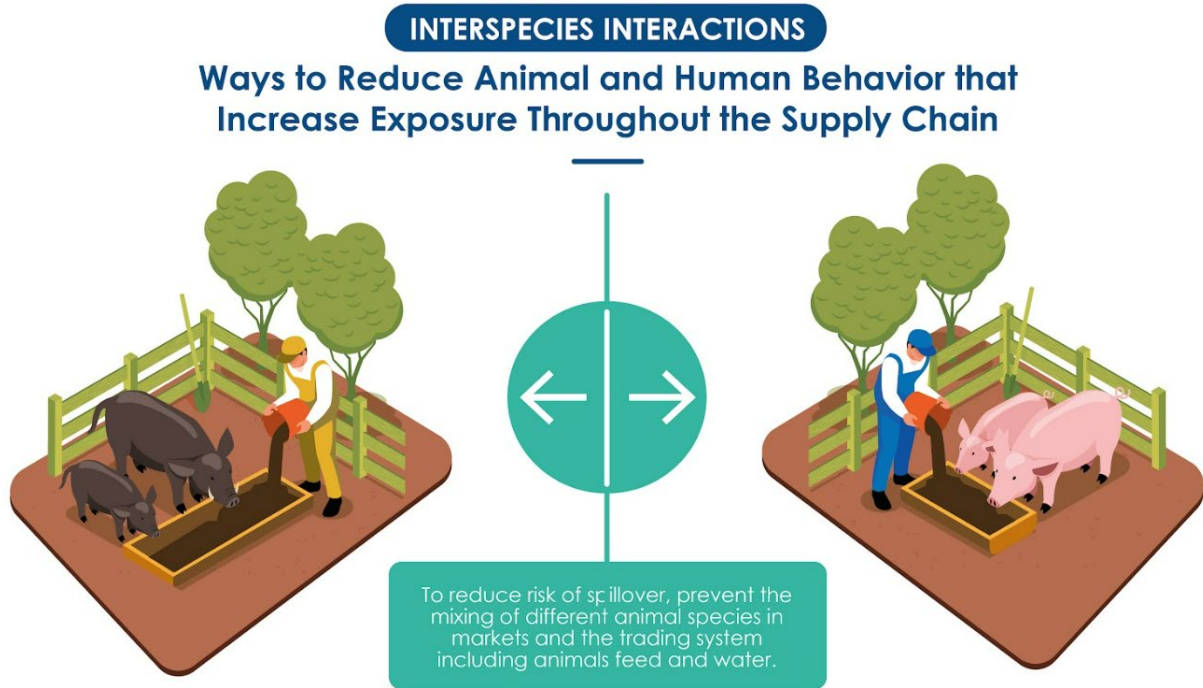 INTERSPECIES INTERACTIONS
Ways to Reduce Animal and Human Behavior that
Increase Exposure Throughout the Supply Chain
To reduce risk of spillover, prevent the
mixing of different animal species in
markets and the trading system
including animals feed and water.